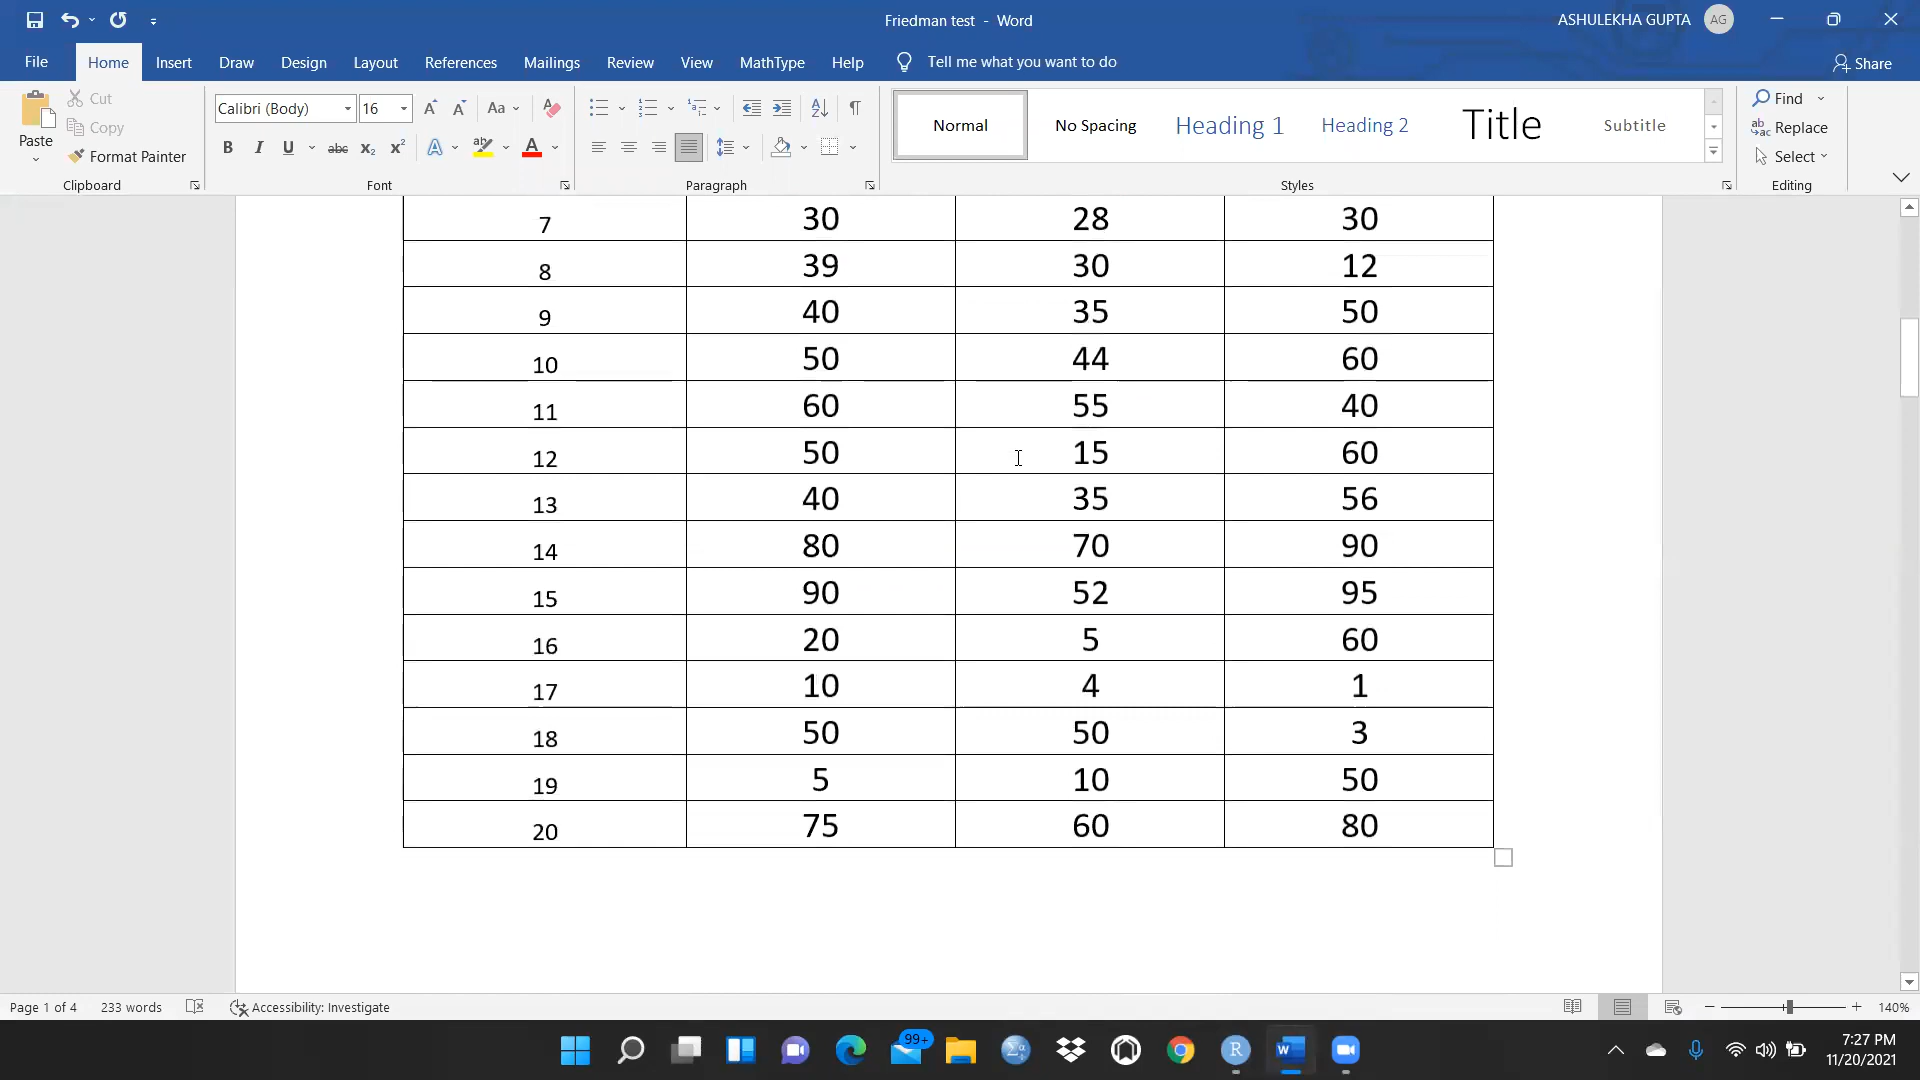 Friedman test - Word
ASHULEKHA GUPTA AG
File Home Insert Draw Design Layout References Mailings Review View MathType Help Tell me what you want to do Share
Paste
Cut
Copy
Format Painter
Calibri (Body) 16
Normal No Spacing Heading 1 Heading 2 Title Subtitle
Find
Replace
Select
Clipboard Font Paragraph Styles Editing
7 30 28 30
8 39 30 12
9 40 35 50
10 50 44 60
11 60 55 40
12 50 15 60
13 40 35 56
14 80 70 90
15 90 52 95
16 20 5 60
17 10 4 1
18 50 50 3
19 5 10 50
20 75 60 80
Page 1 of 4 233 words Accessibility: Investigate 140%
99+
7:27 PM
11/20/2021